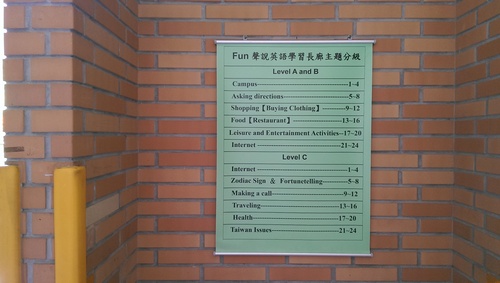 Fun 聲說英語學習長廊主題分級
Level A and B
Campus------------------------------------1~4
Asking directions--------------------------5~8
Shopping【Buying Clothing】----------9~12
Food【Restaurant】--------------------13~16
Leisure and Entertainment Activities--17~20
Internet----------------------------------21~24
Level C
Internet------------------------------------1~4
Zodiac Sign & Fortunetelling----------5~8
Making a call----------------------------9~12
Traveling--------------------------------13~16
Health-----------------------------------17~20
Taiwan Issues---------------------------21~24